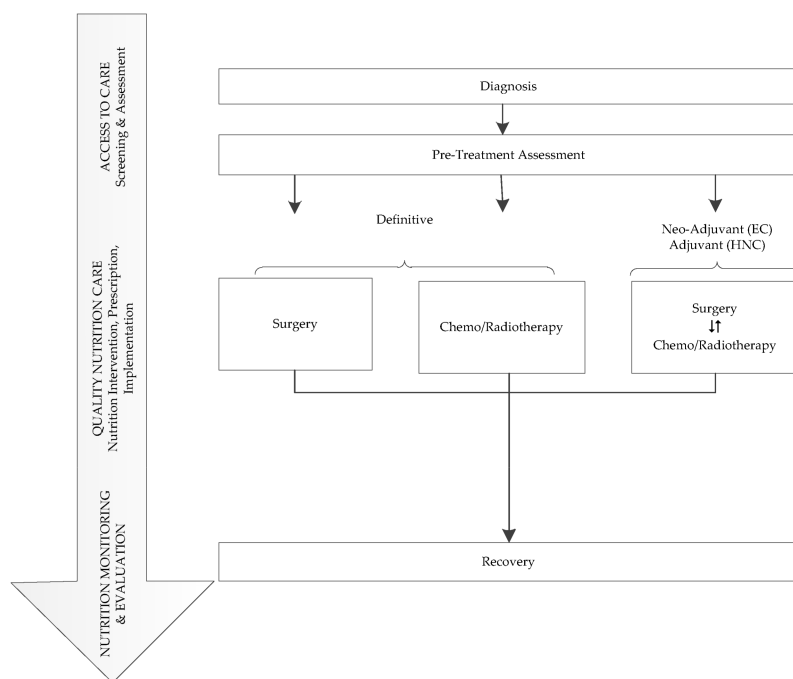 ACCESS TO CARE
Screening & Assessment
QUALITY NUTRITION CARE
Nutrition Intervention, Prescription,
Implementation
NUTRITION MONITORING
& EVALUATION
Diagnosis
Pre-Treatment Assessment
Definitive
Neo-Adjuvant (EC)
Adjuvant (HNC)
Surgery
Chemo/Radiotherapy
Surgery
↓↑
Chemo/Radiotherapy
Recovery